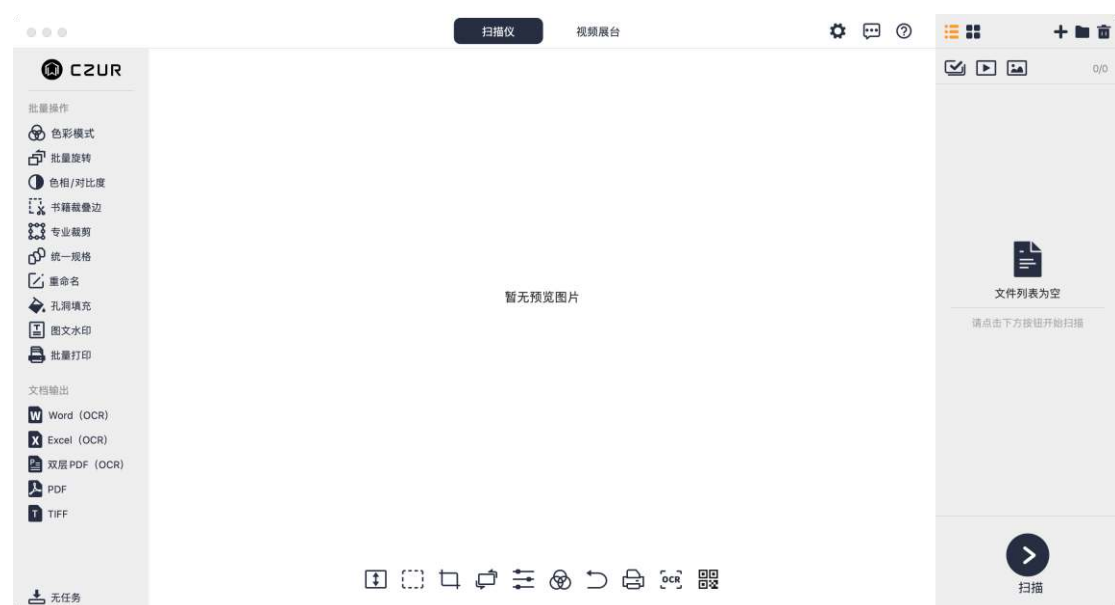 扫描仪
视频展台
CZUR
批量操作
色彩模式
批量旋转
色相/对比度
书籍裁叠边
专业裁剪
统一规格
重命名
孔洞填充
图文水印
批量打印
文档输出
W Word（OCR）
X Excel（OCR）
双层PDF（OCR）
PDF
T TIFF
无任务
暂无预览图片
OCR
0/0
文件列表为空
请点击下方按钮开始扫描
扫描